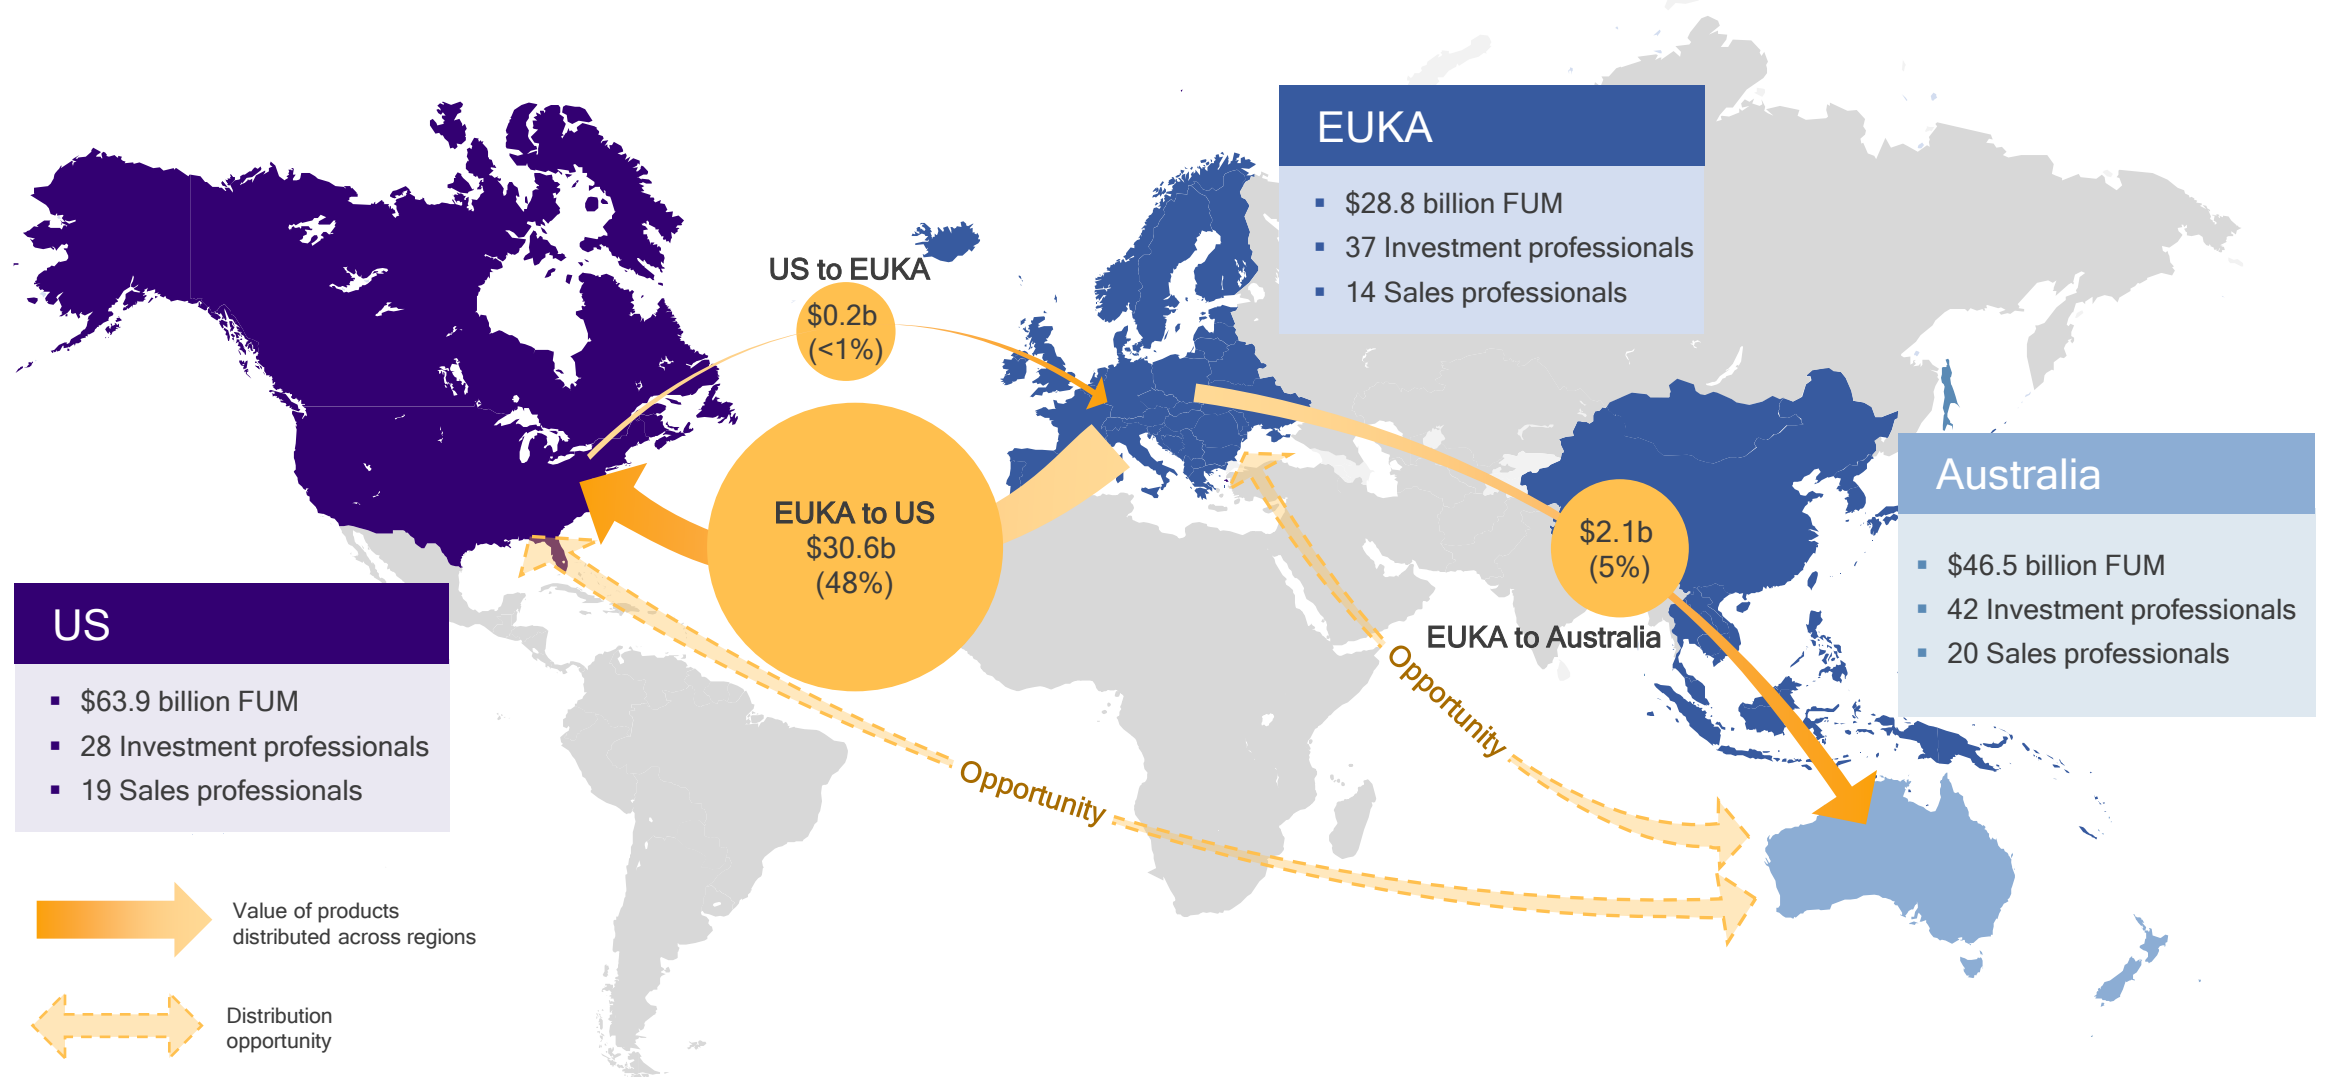 EUKA
$28.8 billion FUM
37 Investment professionals
14 Sales professionals
US to EUKA
$0.2b
(<1%)
EUKA to US
$30.6b
(48%)
$2.1b
(5%)
EUKA to Australia
Australia
$46.5 billion FUM
42 Investment professionals
20 Sales professionals
US
$63.9 billion FUM
28 Investment professionals
19 Sales professionals
Opportunity
Opportunity
Value of products
distributed across regions
Distribution
opportunity